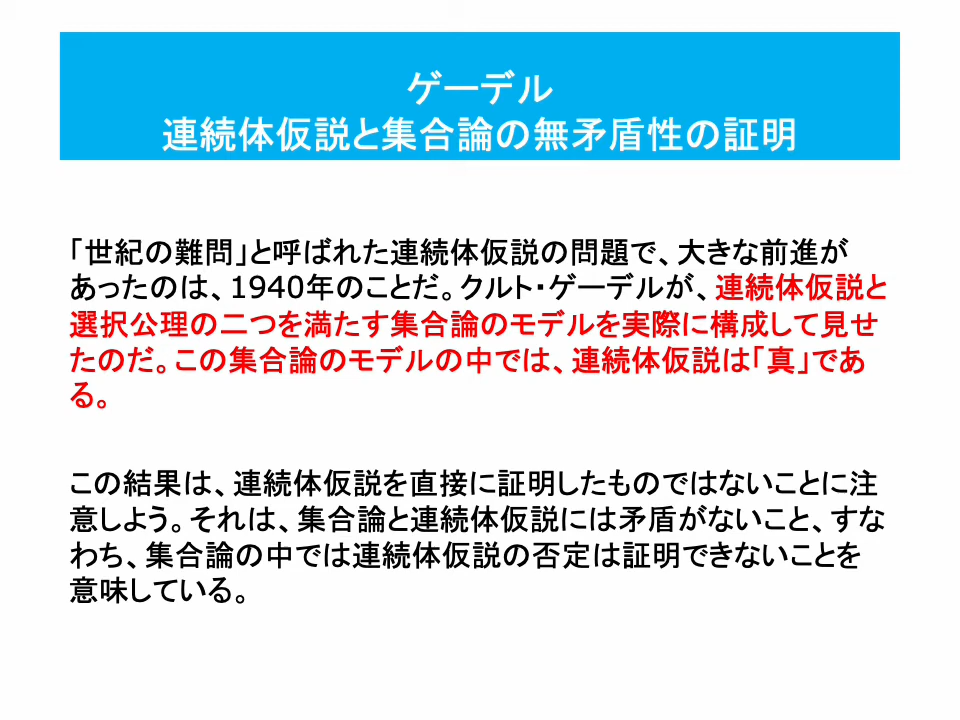 ゲーデル
連続体仮説と集合論の無矛盾性の証明
「世紀の難問」と呼ばれた連続体仮説の問題で、大きな前進が
あったのは、1940年のことだ。クルト・ゲーデルが、連続体仮説と
選択公理の二つを満たす集合論のモデルを実際に構成して見せ
たのだ。この集合論のモデルの中では、連続体仮説は「真」であ
る。
この結果は、連続体仮説を直接に証明したものではないことに注
意しよう。それは、集合論と連続体仮説には矛盾がないこと、すな
わち、集合論の中では連続体仮説の否定は証明できないことを
意味している。